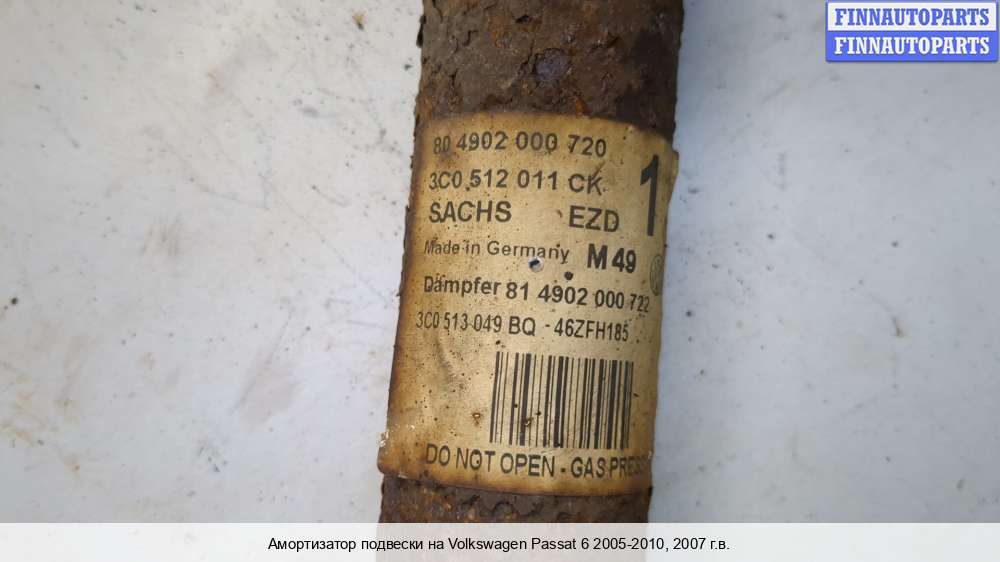 FINNAUTOPARTS
FINNAUTOPARTS
80 4902 000 720
3C0 512 011 CK
1
SACHS EZD
Made in Germany M49
Dämpfer 81 4902 000 722
3C0 513 049 BQ - 46ZFH185
DO NOT OPEN - GAS
Амортизатор подвески на Volkswagen Passat 6 2005-2010, 2007 г.в.